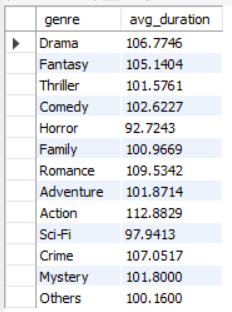 genre avg_duration
Drama 106.7746
Fantasy 105.1404
Thriller 101.5761
Comedy 102.6227
Horror 92.7243
Family 100.9669
Romance 109.5342
Adventure 101.8714
Action 112.8829
Sci-Fi 97.9413
Crime 107.0517
Mystery 101.8000
Others 100.1600